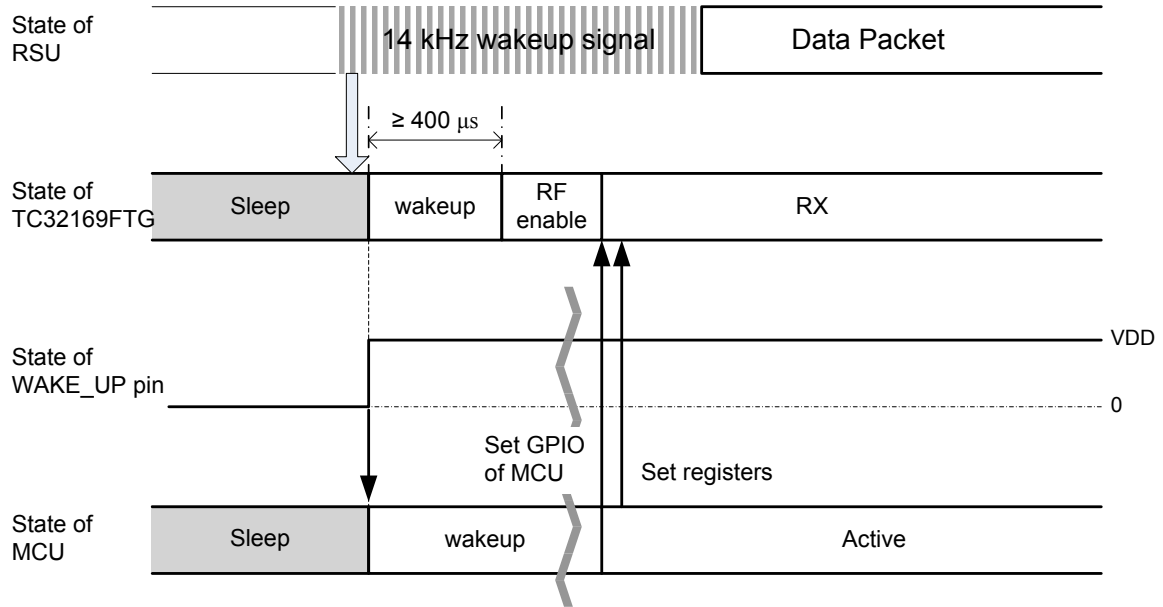 State of
RSU
14 kHz wakeup signal
Data Packet
≥ 400 μs
State of
TC32169FTG
Sleep
wakeup
RF
enable
RX
State of
WAKE_UP pin
VDD
0
Set GPIO
of MCU
Set registers
State of
MCU
Sleep
wakeup
Active